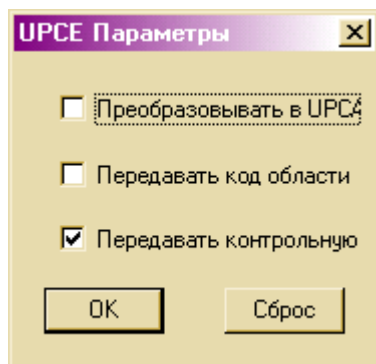 UPCE Параметры
Преобразовывать в UPCA
Передавать код области
Передавать контрольную
OK
Сброс